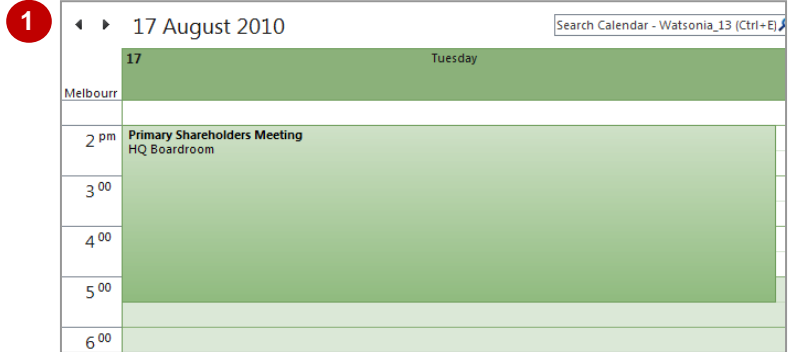 1
17 August 2010
Search Calendar - Watsonia_13 (Ctrl+E)
17 Tuesday
Melbourr
2 pm Primary Shareholders Meeting
HQ Boardroom
3 00
4 00
5 00
6 00